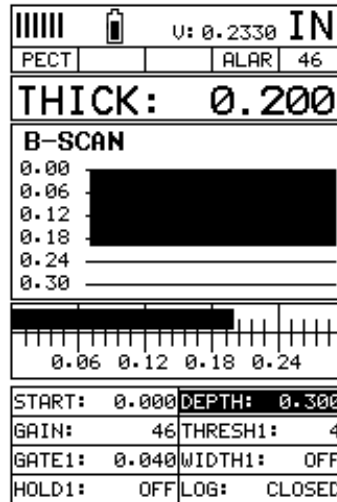 V: 0.2330 IN
PECT ALAR 46
THICK: 0.200
B-SCAN
0.00
0.06
0.12
0.18
0.24
0.30
0.06 0.12 0.18 0.24
START: 0.000 DEPTH: 0.300
GAIN: 46 THRESH1: 4
GATE1: 0.040 WIDTH1: OFF
HOLD1: OFF LOG: CLOSED